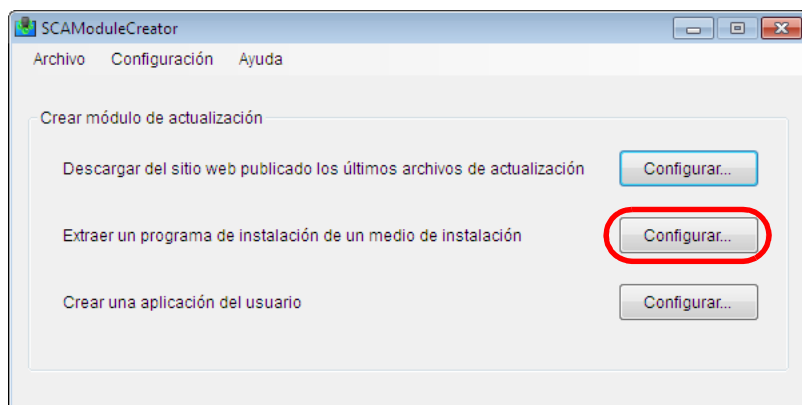 SCAModuleCreator
Archivo Configuración Ayuda
Crear módulo de actualización
Descargar del sitio web publicado los últimos archivos de actualización Configurar...
Extraer un programa de instalación de un medio de instalación Configurar...
Crear una aplicación del usuario Configurar...